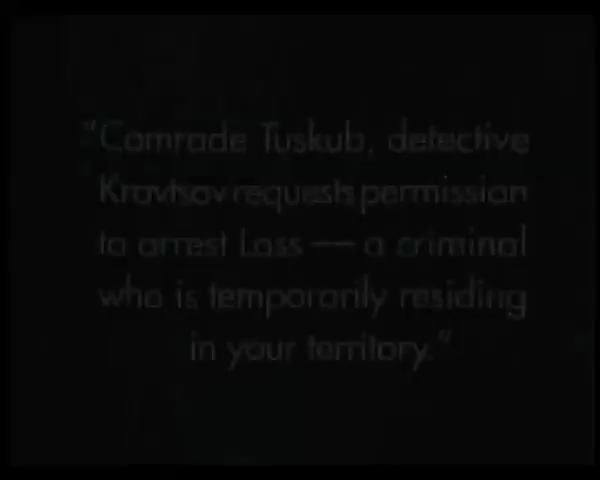 "Comrade Tuskub, detective
Kravtsov requests permission
to arrest Loss — a criminal
who is temporarily residing
in your territory."